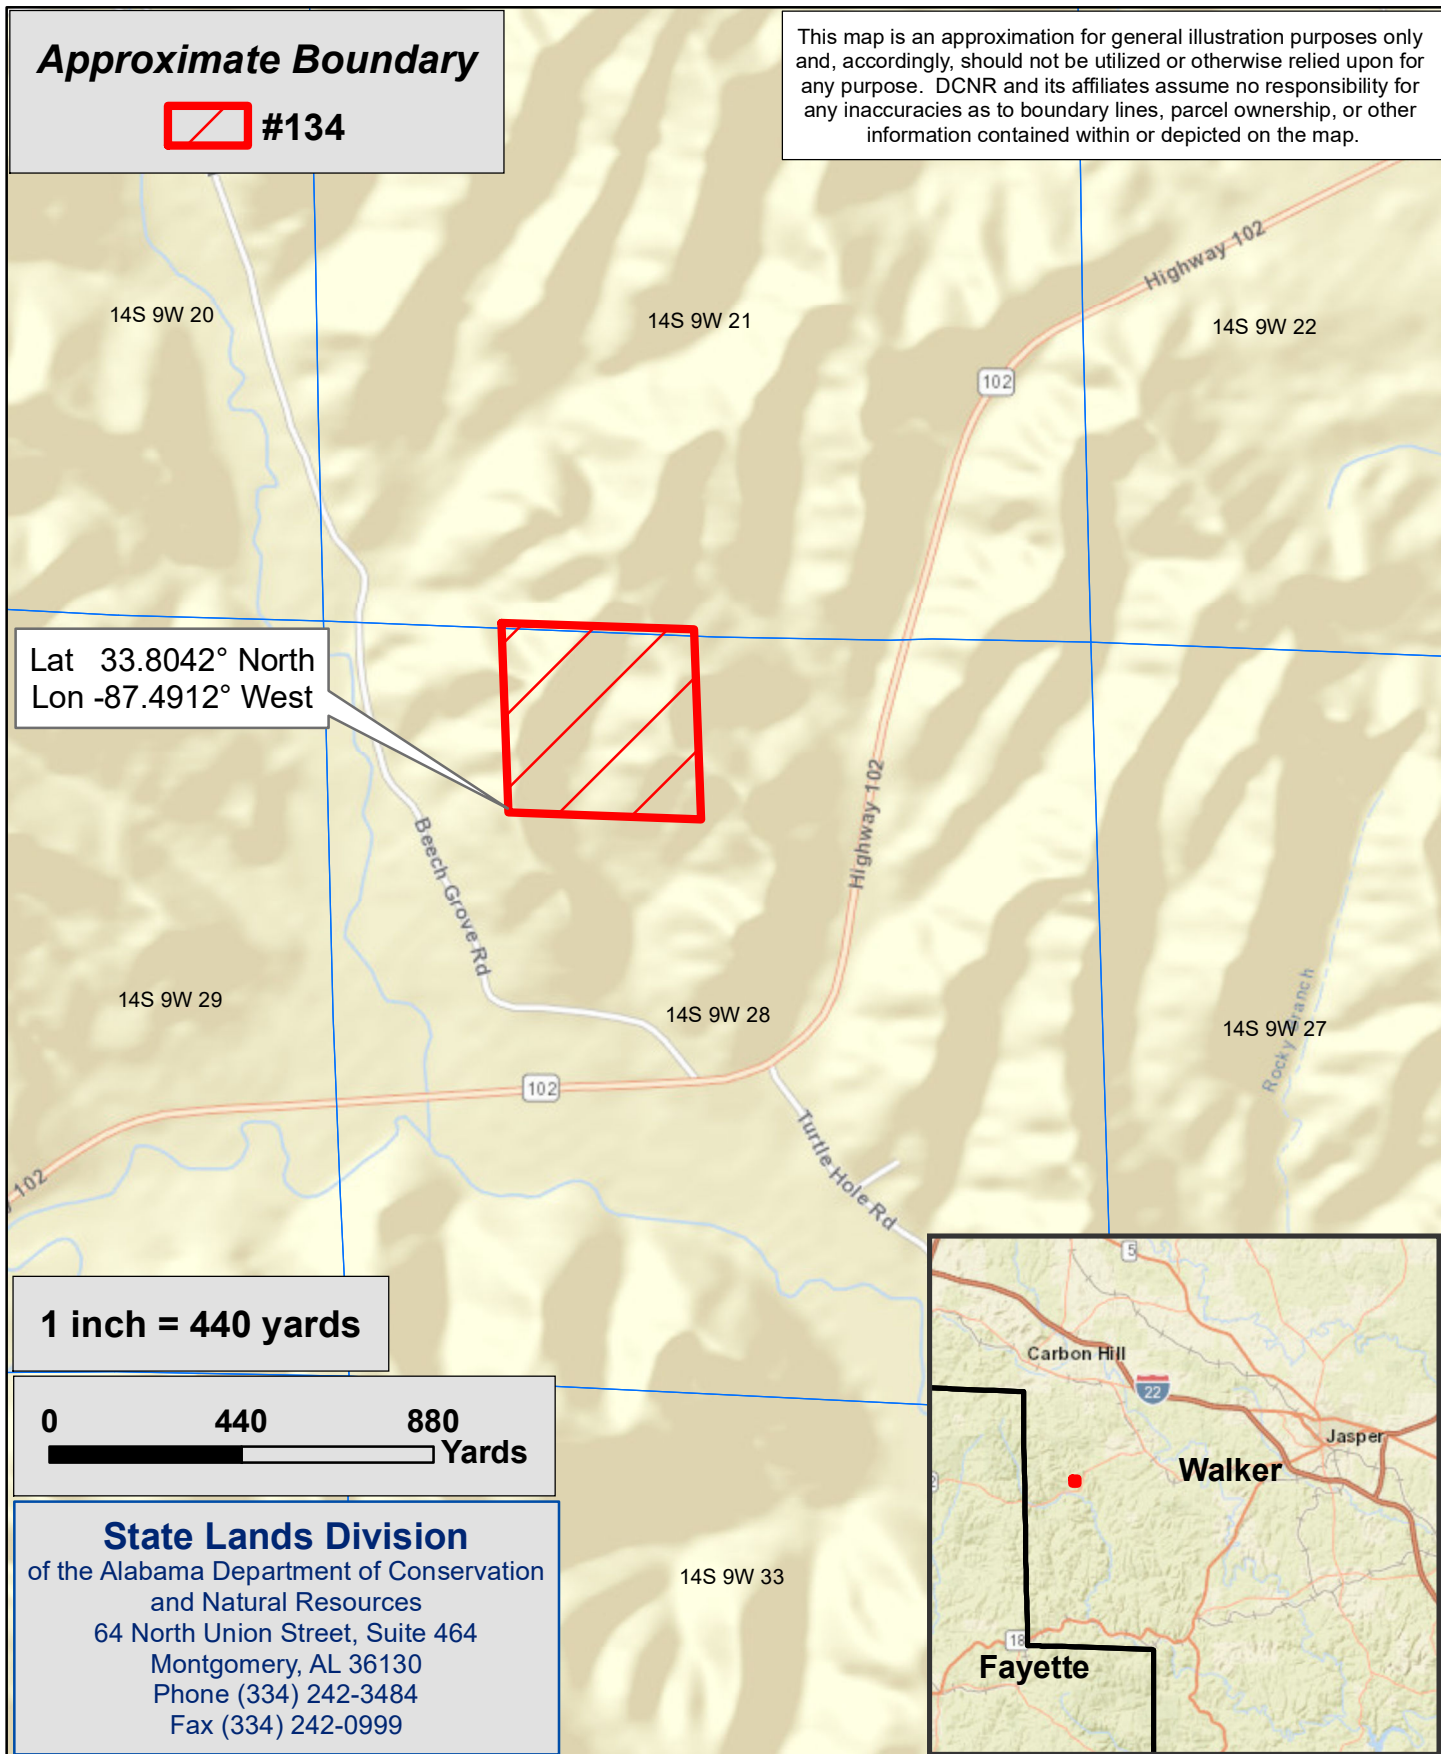 Approximate Boundary
#134
This map is an approximation for general illustration purposes only
and, accordingly, should not be utilized or otherwise relied upon for
any purpose. DCNR and its affiliates assume no responsibility for
any inaccuracies as to boundary lines, parcel ownership, or other
information contained within or depicted on the map.
Highway 102
14S 9W 20
14S 9W 21
14S 9W 22
102
Lat 33.8042° North
Lon -87.4912° West
Highway 102
Beech Grove Rd
14S 9W 29
14S 9W 28
14S 9W 27
Rocky Branch
102
Turtle Hole Rd
102
1 inch = 440 yards
0 440 880
Yards
State Lands Division
of the Alabama Department of Conservation
and Natural Resources
64 North Union Street, Suite 464
Montgomery, AL 36130
Phone (334) 242-3484
Fax (334) 242-0999
14S 9W 33
5
Carbon Hill
22
Jasper
Walker
18
Fayette